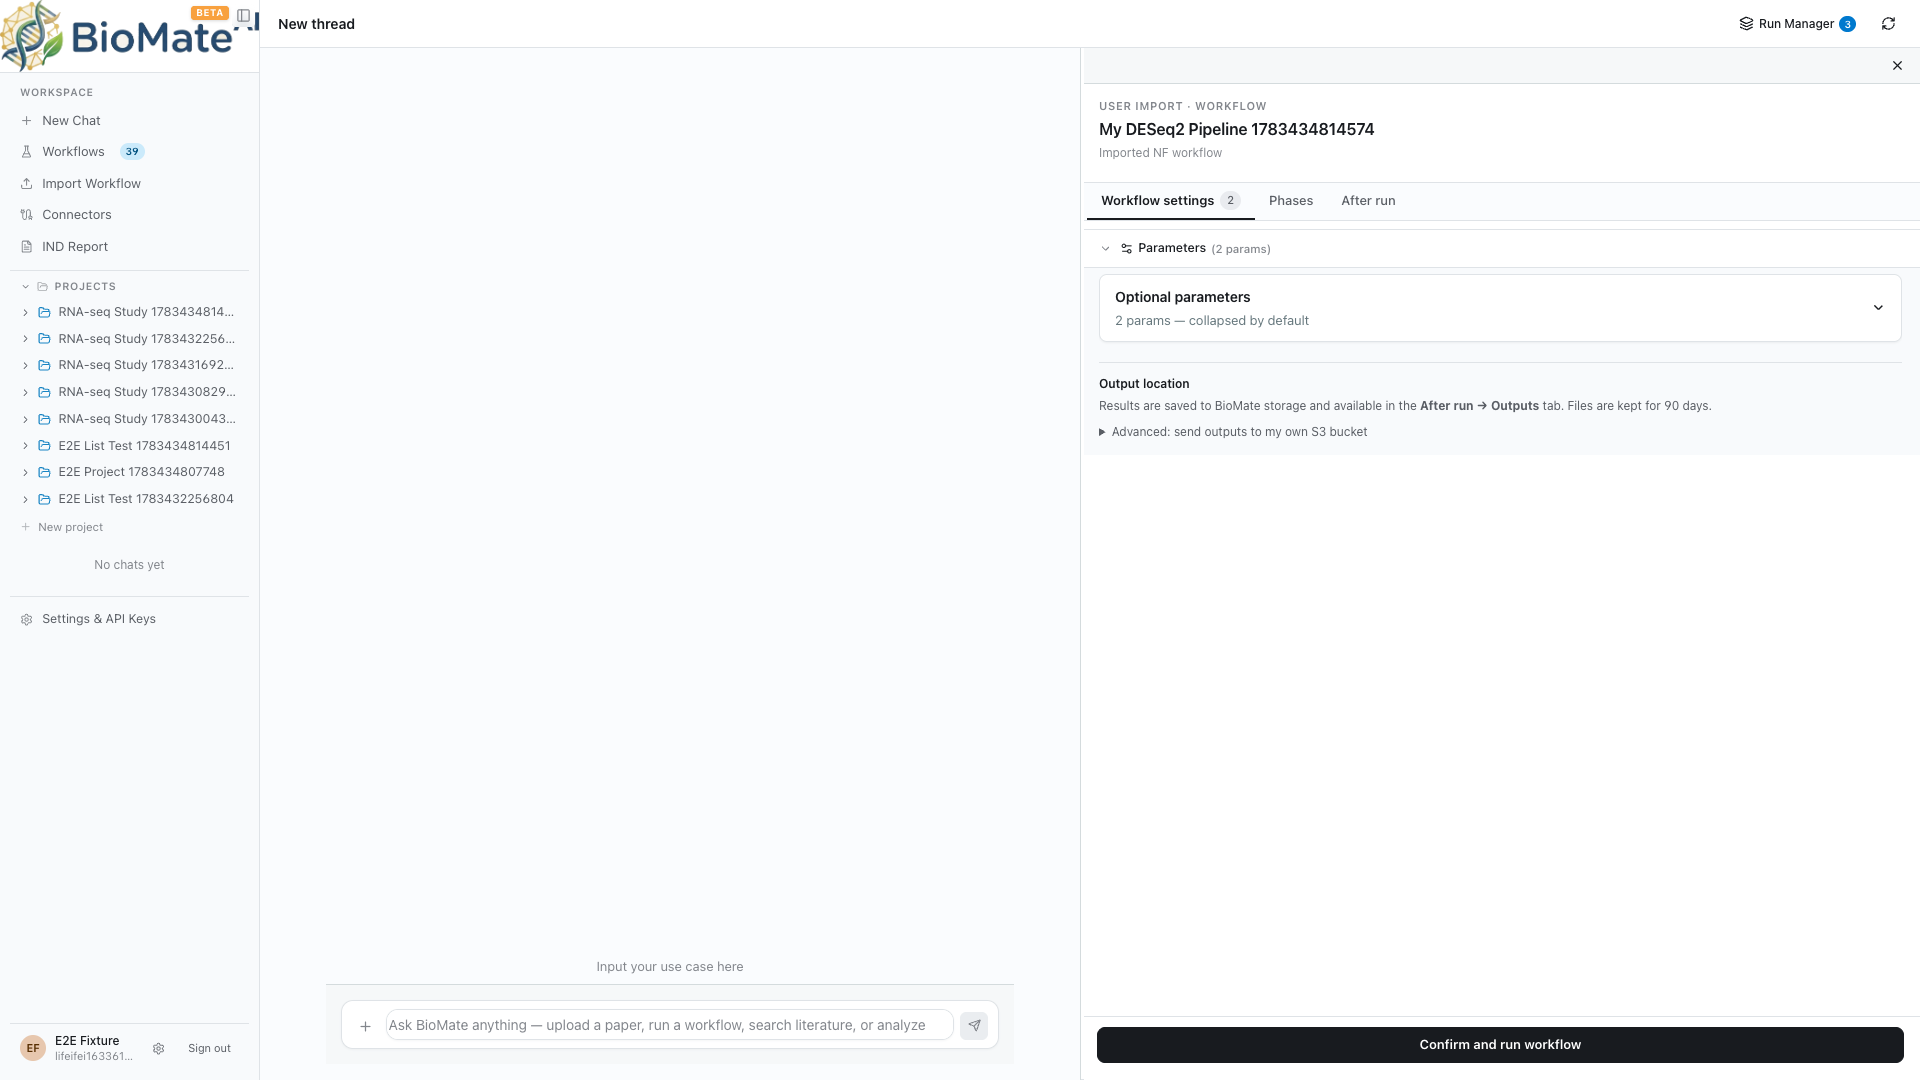 BioMate
BETA
WORKSPACE
New Chat
Workflows 39
Import Workflow
Connectors
IND Report
PROJECTS
RNA-seq Study 1783434814...
RNA-seq Study 1783432256...
RNA-seq Study 1783431692...
RNA-seq Study 1783430829...
RNA-seq Study 1783430043...
E2E List Test 1783434814451
E2E Project 1783434807748
E2E List Test 1783432256804
New project
No chats yet
Settings & API Keys
EF
E2E Fixture
lifeifei163361...
Sign out
New thread
Run Manager 3
Input your use case here
Ask BioMate anything — upload a paper, run a workflow, search literature, or analyze
USER IMPORT · WORKFLOW
My DESeq2 Pipeline 1783434814574
Imported NF workflow
Workflow settings 2 Phases After run
Parameters (2 params)
Optional parameters
2 params — collapsed by default
Output location
Results are saved to BioMate storage and available in the After run → Outputs tab. Files are kept for 90 days.
Advanced: send outputs to my own S3 bucket
Confirm and run workflow